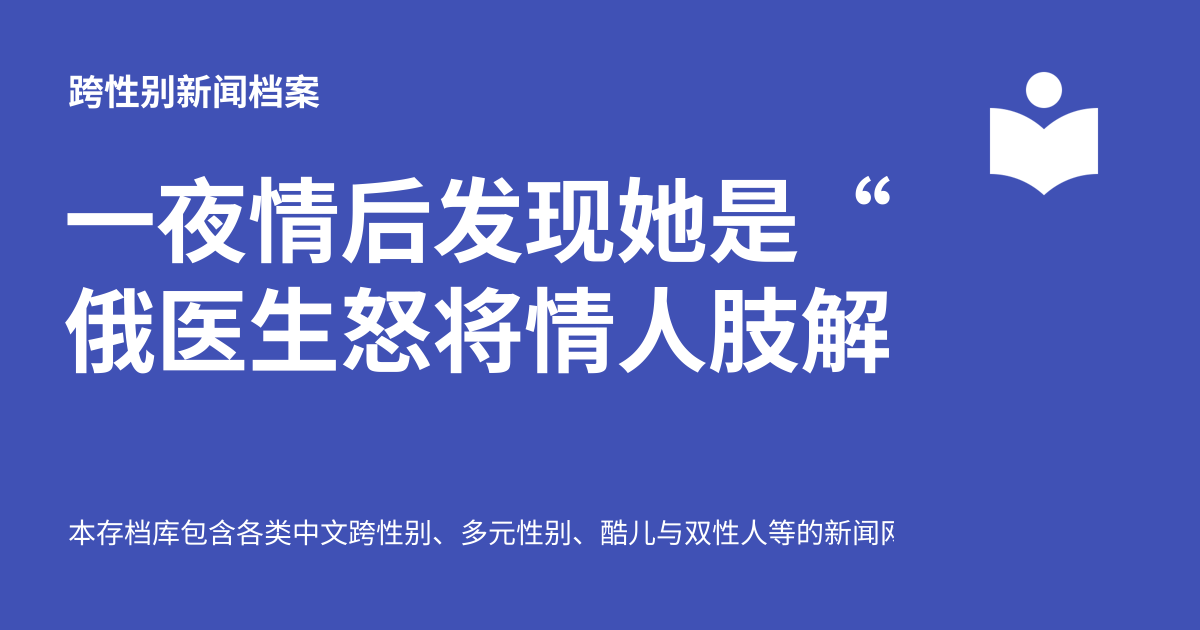 跨性别新闻档案
一夜情后发现她是 “
俄医生怒将情人肢解
本存档库包含各类中文跨性别、多元性别、酷儿与双性人等的新闻